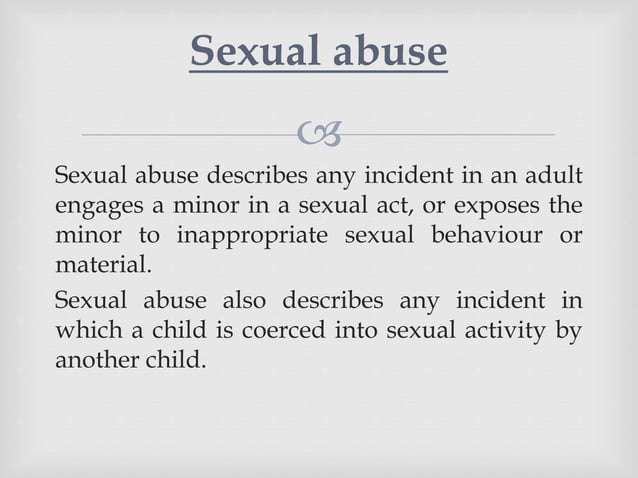 Sexual abuse
Sexual abuse describes any incident in an adult
engages a minor in a sexual act, or exposes the
minor to inappropriate sexual behaviour or
material.
Sexual abuse also describes any incident in
which a child is coerced into sexual activity by
another child.